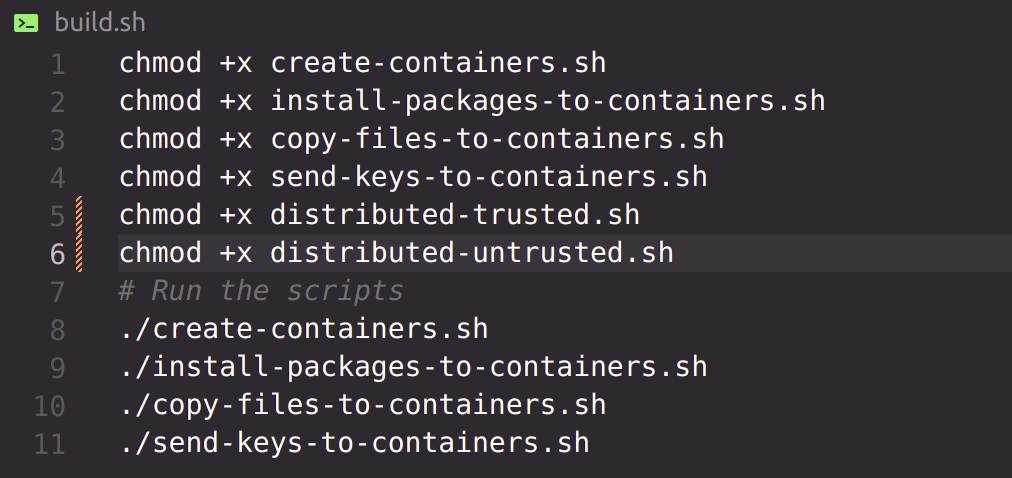 build.sh
1 chmod +x create-containers.sh
2 chmod +x install-packages-to-containers.sh
3 chmod +x copy-files-to-containers.sh
4 chmod +x send-keys-to-containers.sh
5 chmod +x distributed-trusted.sh
6 chmod +x distributed-untrusted.sh
7 # Run the scripts
8 ./create-containers.sh
9 ./install-packages-to-containers.sh
10 ./copy-files-to-containers.sh
11 ./send-keys-to-containers.sh